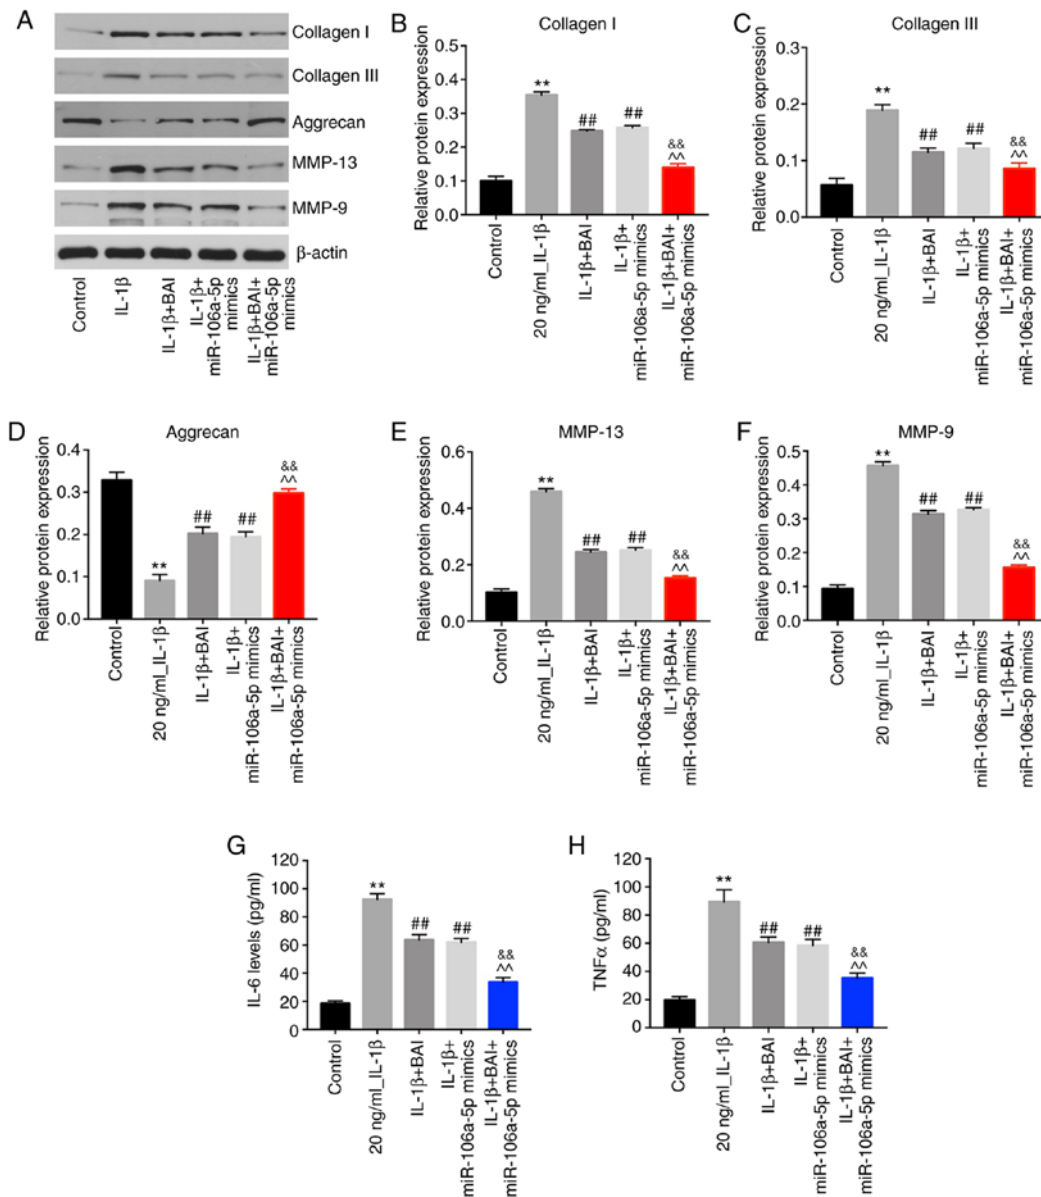 A
Collagen I
Collagen III
Aggrecan
MMP-13
MMP-9
β-actin
Control
IL-1β
IL-1β+BAI
IL-1β+
miR-106a-5p
mimics
IL-1β+BAI+
miR-106a-5p
mimics
B
Collagen I
Relative protein expression
0.5
0.4
0.3
0.2
0.1
0.0
**
##
##
&&
^^
Control
20 ng/ml_IL-1β
IL-1β+BAI
IL-1β+
miR-106a-5p mimics
IL-1β+BAI+
miR-106a-5p mimics
C
Collagen III
Relative protein expression
0.3
0.2
0.1
0.0
**
##
##
&&
^^
Control
20 ng/ml_IL-1β
IL-1β+BAI
IL-1β+
miR-106a-5p mimics
IL-1β+BAI+
miR-106a-5p mimics
D
Aggrecan
Relative protein expression
0.4
0.3
0.2
0.1
0.0
**
##
##
&&
^^
Control
20 ng/ml_IL-1β
IL-1β+BAI
IL-1β+
miR-106a-5p mimics
IL-1β+BAI+
miR-106a-5p mimics
E
MMP-13
Relative protein expression
0.6
0.4
0.2
0.0
**
##
##
&&
^^
Control
20 ng/ml_IL-1β
IL-1β+BAI
IL-1β+
miR-106a-5p mimics
IL-1β+BAI+
miR-106a-5p mimics
F
MMP-9
Relative protein expression
0.5
0.4
0.3
0.2
0.1
0.0
**
##
##
&&
^^
Control
20 ng/ml_IL-1β
IL-1β+BAI
IL-1β+
miR-106a-5p mimics
IL-1β+BAI+
miR-106a-5p mimics
G
IL-6 levels (pg/ml)
120
100
80
60
40
20
0
**
##
##
&&
^^
Control
20 ng/ml_IL-1β
IL-1β+BAI
IL-1β+
miR-106a-5p mimics
IL-1β+BAI+
miR-106a-5p mimics
H
TNFα (pg/ml)
120
100
80
60
40
20
0
**
##
##
&&
^^
Control
20 ng/ml_IL-1β
IL-1β+BAI
IL-1β+
miR-106a-5p mimics
IL-1β+BAI+
miR-106a-5p mimics